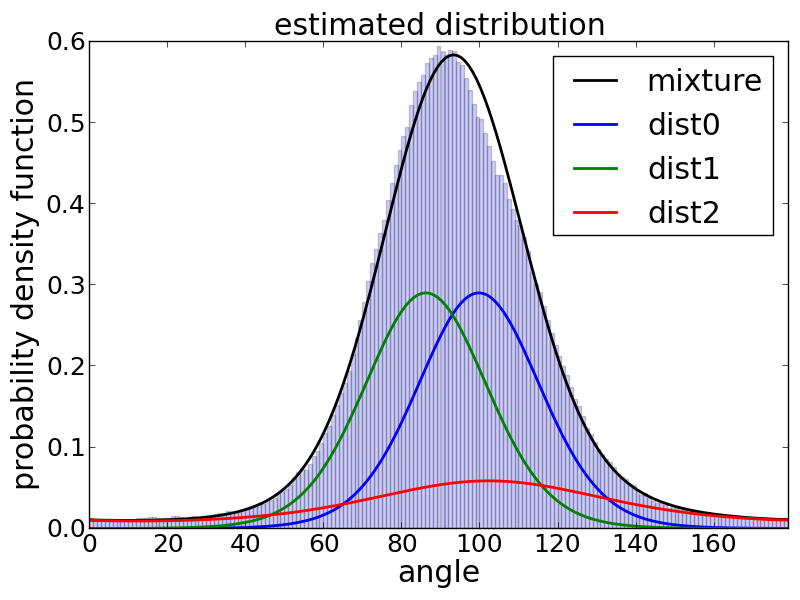 estimated distribution
probability density function
0.6
0.5
0.4
0.3
0.2
0.1
0.0
mixture
dist0
dist1
dist2
0 20 40 60 80 100 120 140 160
angle